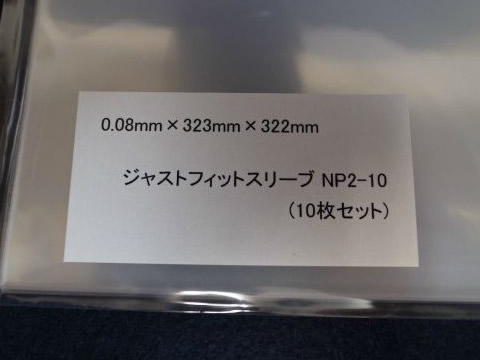 0.08mm×323mm×322mm
ジャストフィットスリーブ NP2-10
(10枚セット)